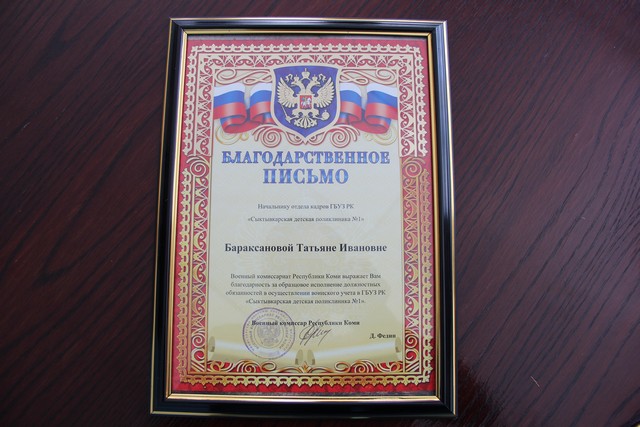 БЛАГОДАРСТВЕННОЕ
ПИСЬМО
Начальнику отдела кадров ГБУЗ РК
«Сыктывкарская детская поликлиника №1»
Бараксановой Татьяне Ивановне
Военный комиссариат Республики Коми выражает Вам
благодарность за образцовое исполнение должностных
обязанностей в осуществлении воинского учета в ГБУЗ РК
«Сыктывкарская детская поликлиника №1».
Военный комиссар Республики Коми
Д. Федин